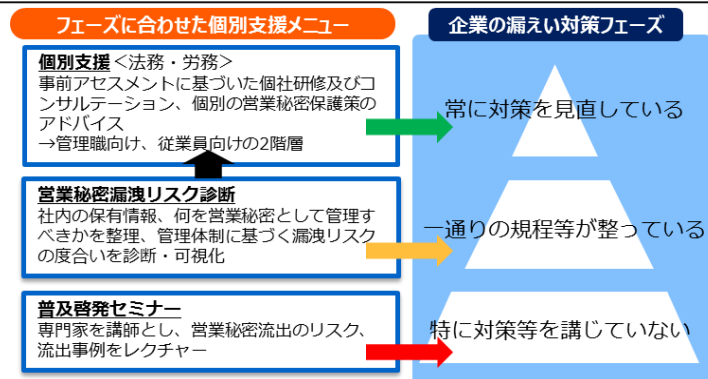 フェーズに合わせた個別支援メニュー
企業の漏えい対策フェーズ
個別支援<法務・労務>
事前アセスメントに基づいた個社研修及びコ
ンサルテーション、個別の営業秘密保護策の
アドバイス
→管理職向け、従業員向けの2階層
常に対策を見直している
営業秘密漏洩リスク診断
社内の保有情報、何を営業秘密として管理す
べきかを整理、管理体制に基づく漏洩リスク
の度合いを診断・可視化
一通りの規程等が整っている
普及啓発セミナー
専門家を講師とし、営業秘密流出のリスク、
流出事例をレクチャー
特に対策等を講じていない